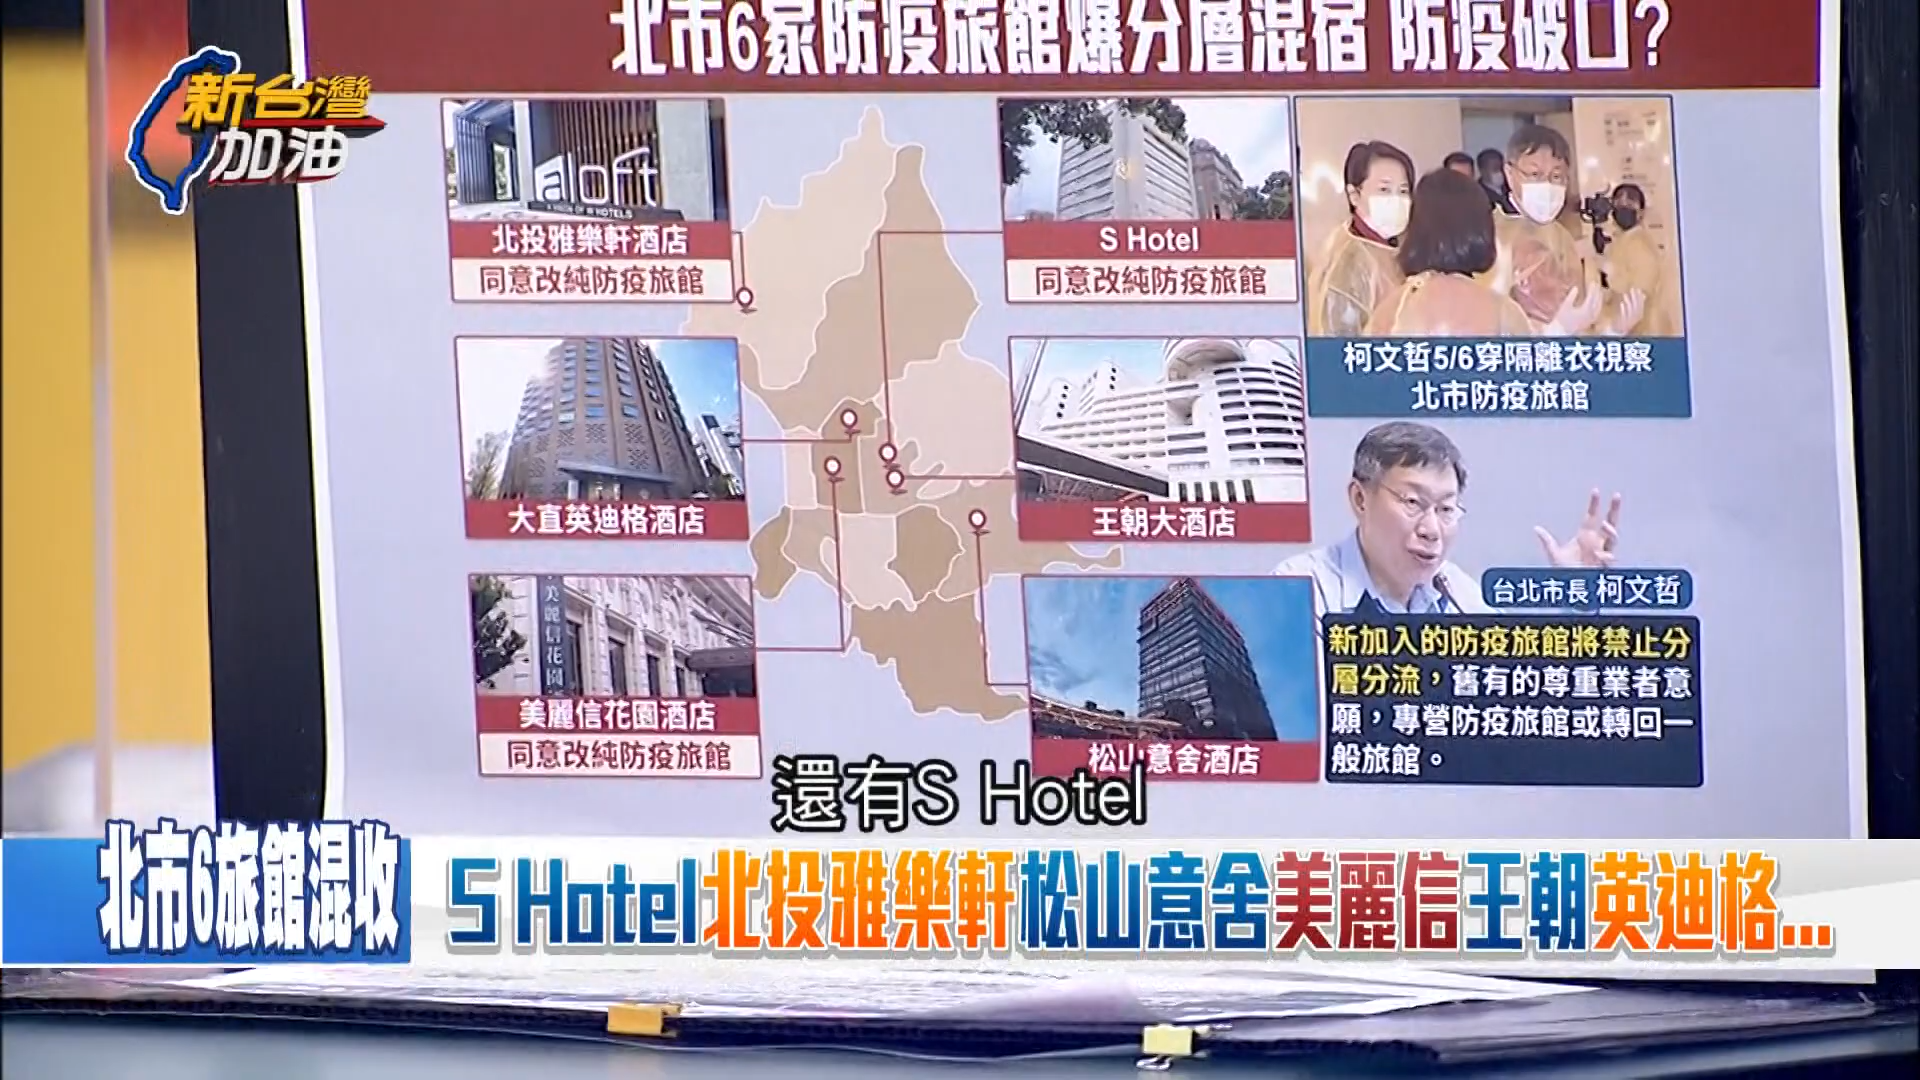 北市6家防疫旅館爆分層混宿 防疫破口?
新台灣
加油
aloft
北投雅樂軒酒店
同意改純防疫旅館
S Hotel
同意改純防疫旅館
柯文哲5/6穿隔離衣視察
北市防疫旅館
大直英迪格酒店
王朝大酒店
美麗信花園
美麗信花園酒店
同意改純防疫旅館
松山意舍酒店
台北市長 柯文哲
新加入的防疫旅館將禁止分
層分流，舊有的尊重業者意
願，專營防疫旅館或轉回一
般旅館。
還有S Hotel
北市6旅館混收
S Hotel北投雅樂軒松山意舍美麗信王朝英迪格...